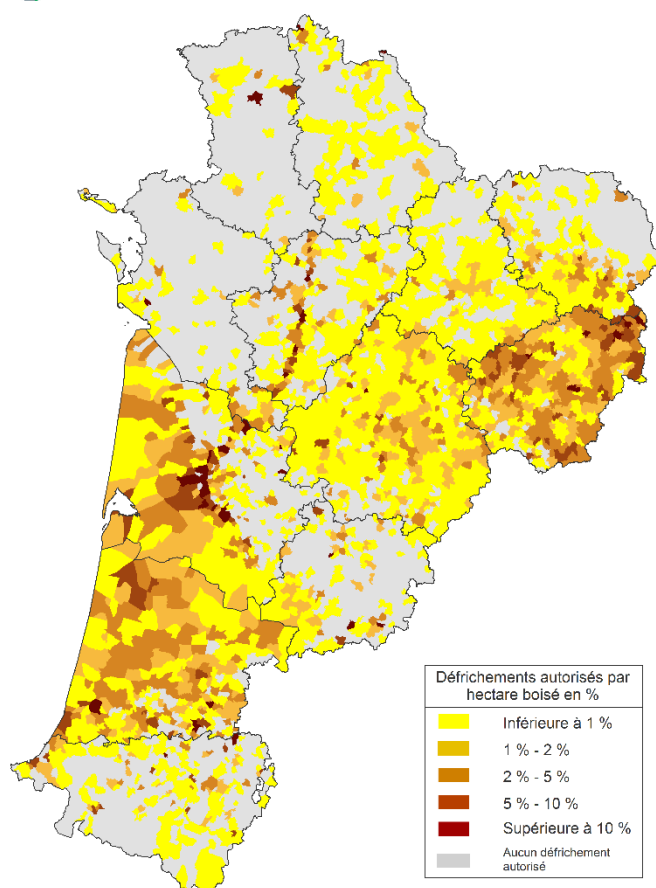 Défrichements autorisés par
hectare boisé en %
Inférieure à 1 %
1 % - 2 %
2 % - 5 %
5 % - 10 %
Supérieure à 10 %
Aucun défrichement
autorisé